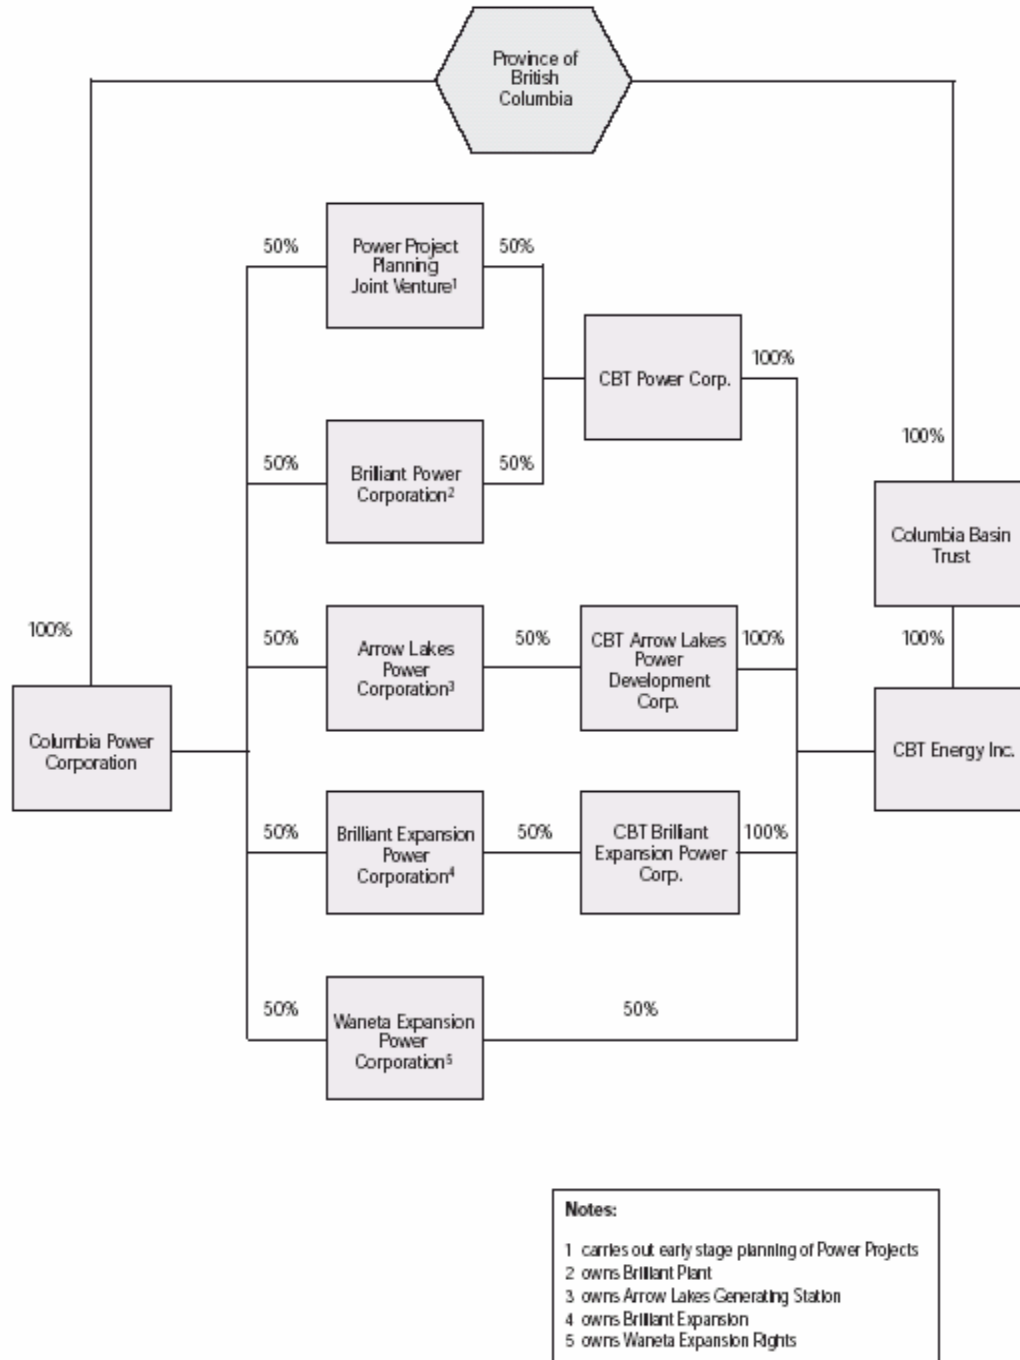 Province of
British
Columbia
50%
Power Project
Planning
Joint Venture¹
50%
CBT Power Corp.
100%
50%
Brilliant Power
Corporation²
50%
100%
Columbia Basin
Trust
100%
50%
Arrow Lakes
Power
Corporation³
50%
CBT Arrow Lakes
Power
Development
Corp.
100%
100%
Columbia Power
Corporation
CBT Energy Inc.
50%
Brilliant Expansion
Power
Corporation⁴
50%
CBT Brilliant
Expansion Power
Corp.
100%
50%
Waneta Expansion
Power
Corporation⁵
50%
Notes:
1 carries out early stage planning of Power Projects
2 owns Brilliant Plant
3 owns Arrow Lakes Generating Station
4 owns Brilliant Expansion
5 owns Waneta Expansion Rights